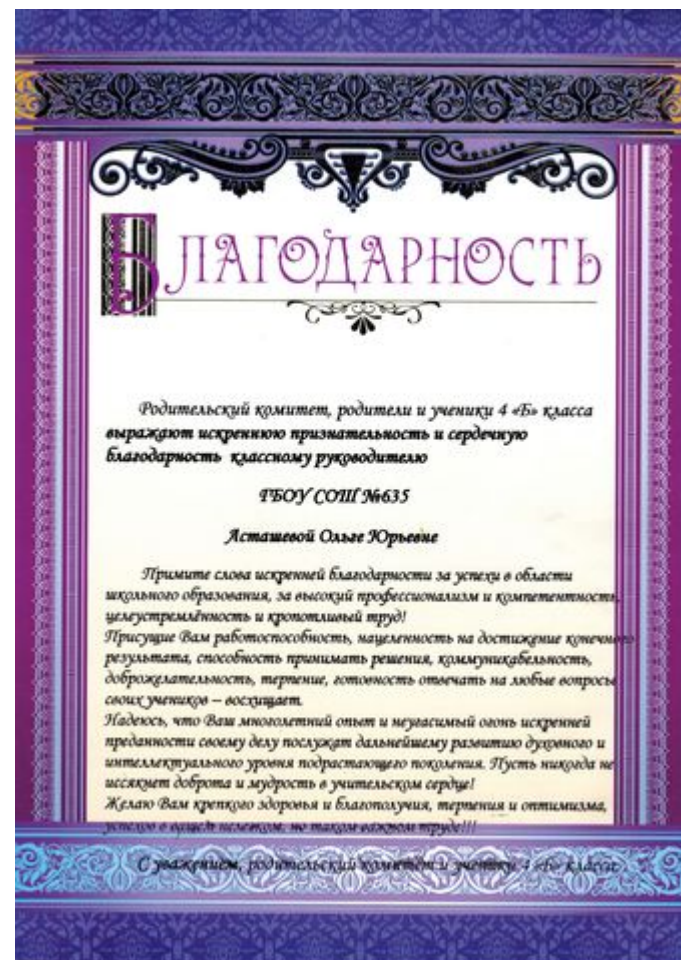 Благодарность
Родительский комитет, родители и ученики 4 «Б» класса
выражают искреннюю признательность и сердечную
благодарность классному руководителю
ГБОУ СОШ №635
Асташевой Ольге Юрьевне
Примите слова искренней благодарности за успехи в области
школьного образования, за высокий профессионализм и компетентность,
целеустремлённость и кропотливый труд!
Присущие Вам работоспособность, нацеленность на достижение конечного
результата, способность принимать решения, коммуникабельность,
доброжелательность, терпение, готовность отвечать на любые вопросы
своих учеников – восхищает.
Надеюсь, что Ваш многолетний опыт и неугасимый огонь искренней
преданности своему делу послужат дальнейшему развитию духовного и
интеллектуального уровня подрастающего поколения. Пусть никогда не
иссякнет доброта и мудрость в учительском сердце!
Желаю Вам крепкого здоровья и благополучия, терпения и оптимизма,
успехов в вашем нелегком, но таком важном труде!!!
С уважением, родительский комитет и ученики 4 «Б» класса